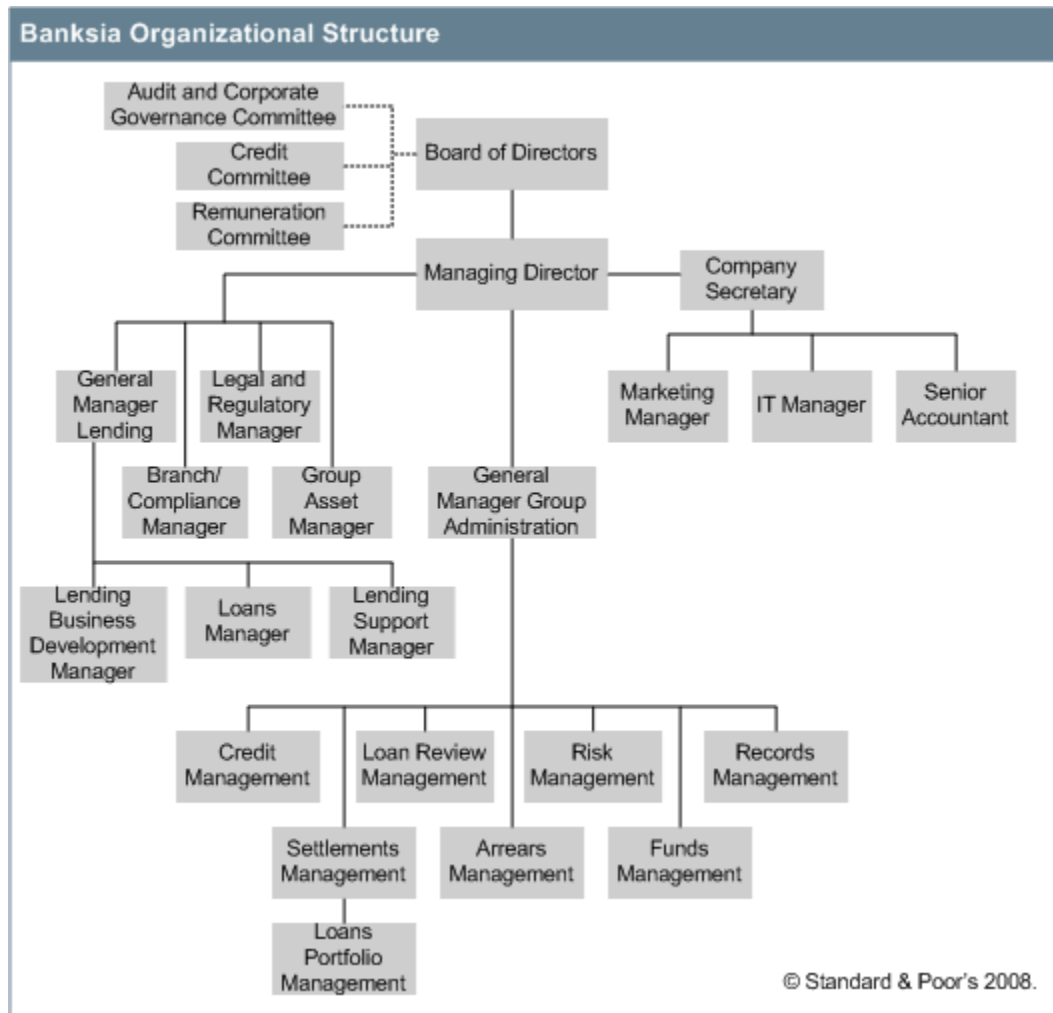 Banksia Organizational Structure
Audit and Corporate
Governance Committee
Credit
Committee
Remuneration
Committee
Board of Directors
Managing Director
Company
Secretary
General
Manager
Lending
Legal and
Regulatory
Manager
Branch/
Compliance
Manager
Group
Asset
Manager
Marketing
Manager
IT Manager
Senior
Accountant
General
Manager Group
Administration
Lending
Business
Development
Manager
Loans
Manager
Lending
Support
Manager
Credit
Management
Loan Review
Management
Risk
Management
Records
Management
Settlements
Management
Arrears
Management
Funds
Management
Loans
Portfolio
Management
© Standard & Poor's 2008.